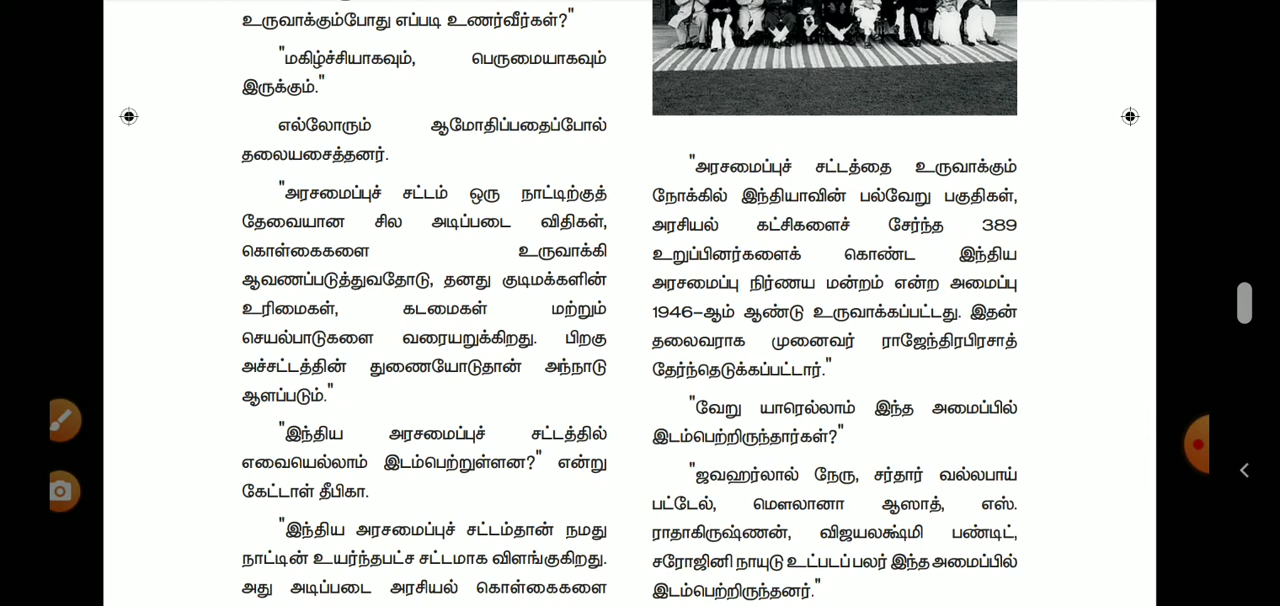 உருவாக்கும்போது எப்படி உணர்வீர்கள்?"
"மகிழ்ச்சியாகவும், பெருமையாகவும்
இருக்கும்."
எல்லோரும் ஆமோதிப்பதைப்போல்
தலையசைத்தனர்.
"அரசமைப்புச் சட்டம் ஒரு நாட்டிற்குத்
தேவையான சில அடிப்படை விதிகள்,
கொள்கைகளை உருவாக்கி
ஆவணப்படுத்துவதோடு, தனது குடிமக்களின்
உரிமைகள், கடமைகள் மற்றும்
செயல்பாடுகளை வரையறுக்கிறது. பிறகு
அச்சட்டத்தின் துணையோடுதான் அந்நாடு
ஆளப்படும்."
"இந்திய அரசமைப்புச் சட்டத்தில்
எவையெல்லாம் இடம்பெற்றுள்ளன?" என்று
கேட்டாள் தீபிகா.
"இந்திய அரசமைப்புச் சட்டம்தான் நமது
நாட்டின் உயர்ந்தபட்ச சட்டமாக விளங்குகிறது.
அது அடிப்படை அரசியல் கொள்கைகளை
"அரசமைப்புச் சட்டத்தை உருவாக்கும்
நோக்கில் இந்தியாவின் பல்வேறு பகுதிகள்,
அரசியல் கட்சிகளைச் சேர்ந்த 389
உறுப்பினர்களைக் கொண்ட இந்திய
அரசமைப்பு நிர்ணய மன்றம் என்ற அமைப்பு
1946–ஆம் ஆண்டு உருவாக்கப்பட்டது. இதன்
தலைவராக முனைவர் ராஜேந்திரபிரசாத்
தேர்ந்தெடுக்கப்பட்டார்."
"வேறு யாரெல்லாம் இந்த அமைப்பில்
இடம்பெற்றிருந்தார்கள்?"
"ஜவஹர்லால் நேரு, சர்தார் வல்லபாய்
பட்டேல், மௌலானா ஆஸாத், எஸ்.
ராதாகிருஷ்ணன், விஜயலக்ஷ்மி பண்டிட்,
சரோஜினி நாயுடு உட்படப் பலர் இந்த அமைப்பில்
இடம்பெற்றிருந்தனர்."